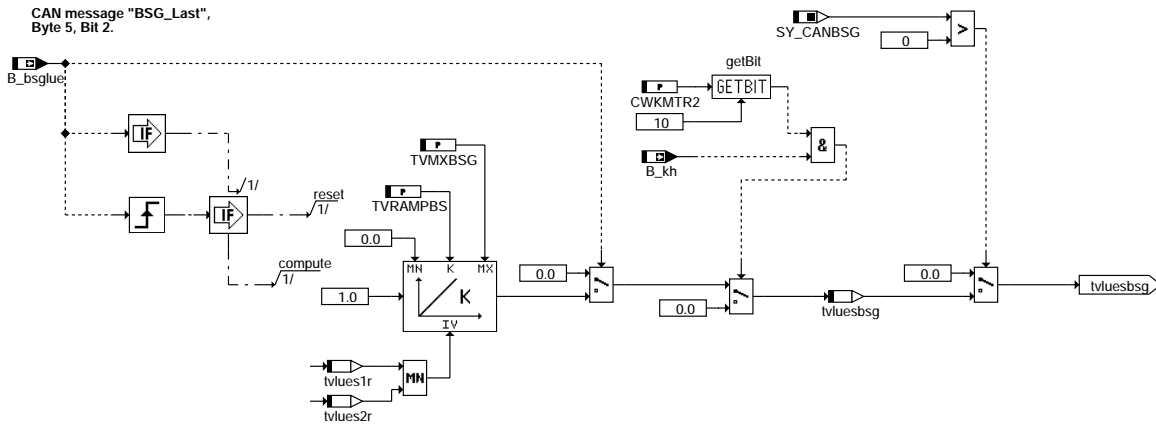 CAN message "BSG_Last",
Byte 5, Bit 2.
SY_CANBSG
0
>
B_bsglue
getBit
GETBIT
CWKMTR2
10
&
B_kh
IF
P
TVMXBSG
1/
reset
1/
IF
P
TVRAMPBS
P
0.0
compute
1/
MN K MX
K
IV
1.0
0.0
0.0
tvluesbsg
0.0
tvluesbsg
tvlues1r
MN
tvlues2r